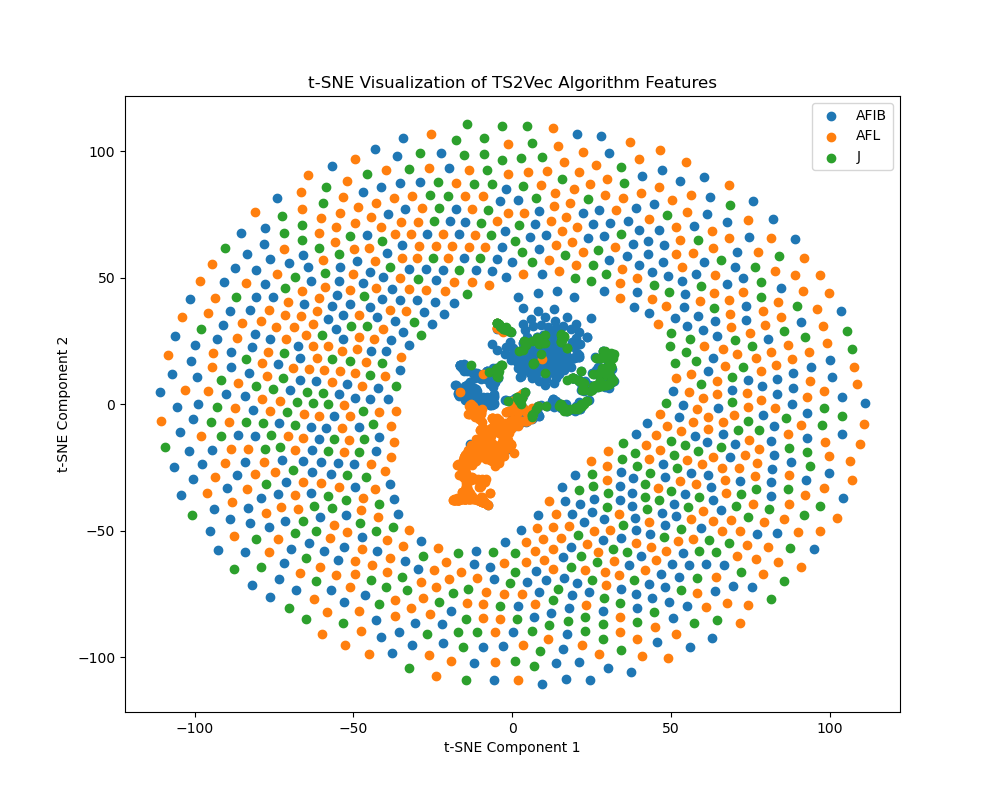 t-SNE Visualization of TS2Vec Algorithm Features
AFIB
AFL
J
100
50
0
−50
−100
t-SNE Component 2
−100
−50
0
50
100
t-SNE Component 1